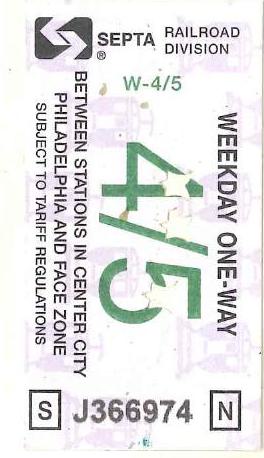 SEPTA
®
RAILROAD
DIVISION
W-4/5
WEEKDAY ONE-WAY
4/5
BETWEEN STATIONS IN CENTER CITY
PHILADELPHIA AND FACE ZONE
SUBJECT TO TARIFF REGULATIONS
S J366974 N